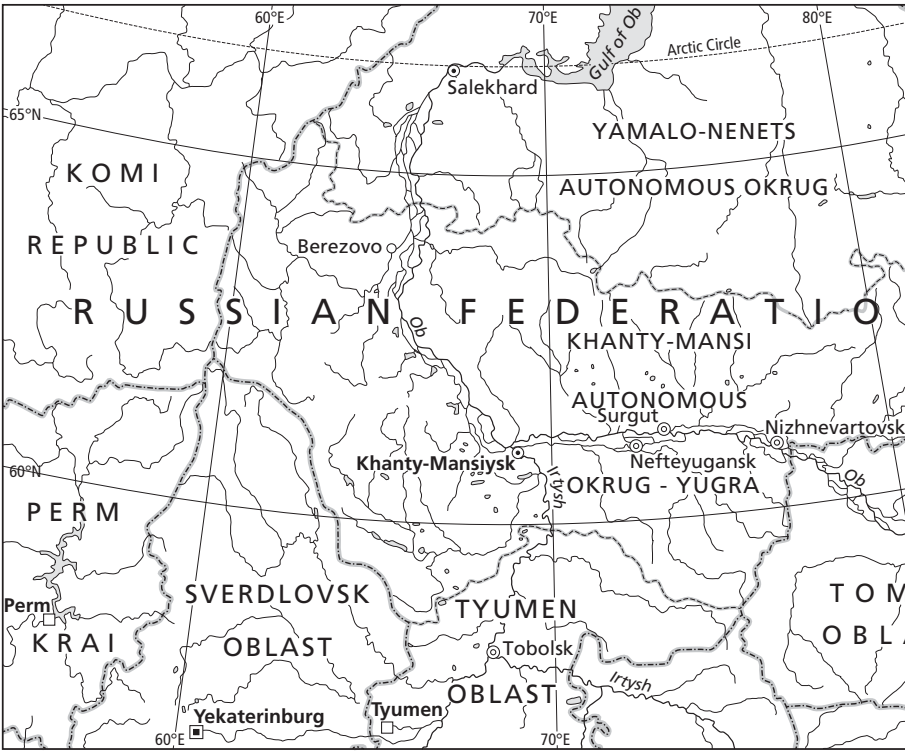 60°E
70°E
80°E
Gulf of Ob
Arctic Circle
Salekhard
65°N
YAMALO-NENETS
KOMI
AUTONOMOUS OKRUG
REPUBLIC
Berezovo
RUSSIAN FEDERATIO
Ob
KHANTY-MANSI
AUTONOMOUS
Surgut
Nizhnevartovsk
60°N
Khanty-Mansiysk
Nefteyugansk
Irtysh
OKRUG - YUGRA
Ob
PERM
SVERDLOVSK
TYUMEN
TOM
Perm
KRAI
OBLAST
OBLA
Tobolsk
Irtysh
OBLAST
Yekaterinburg
Tyumen
60°E
70°E